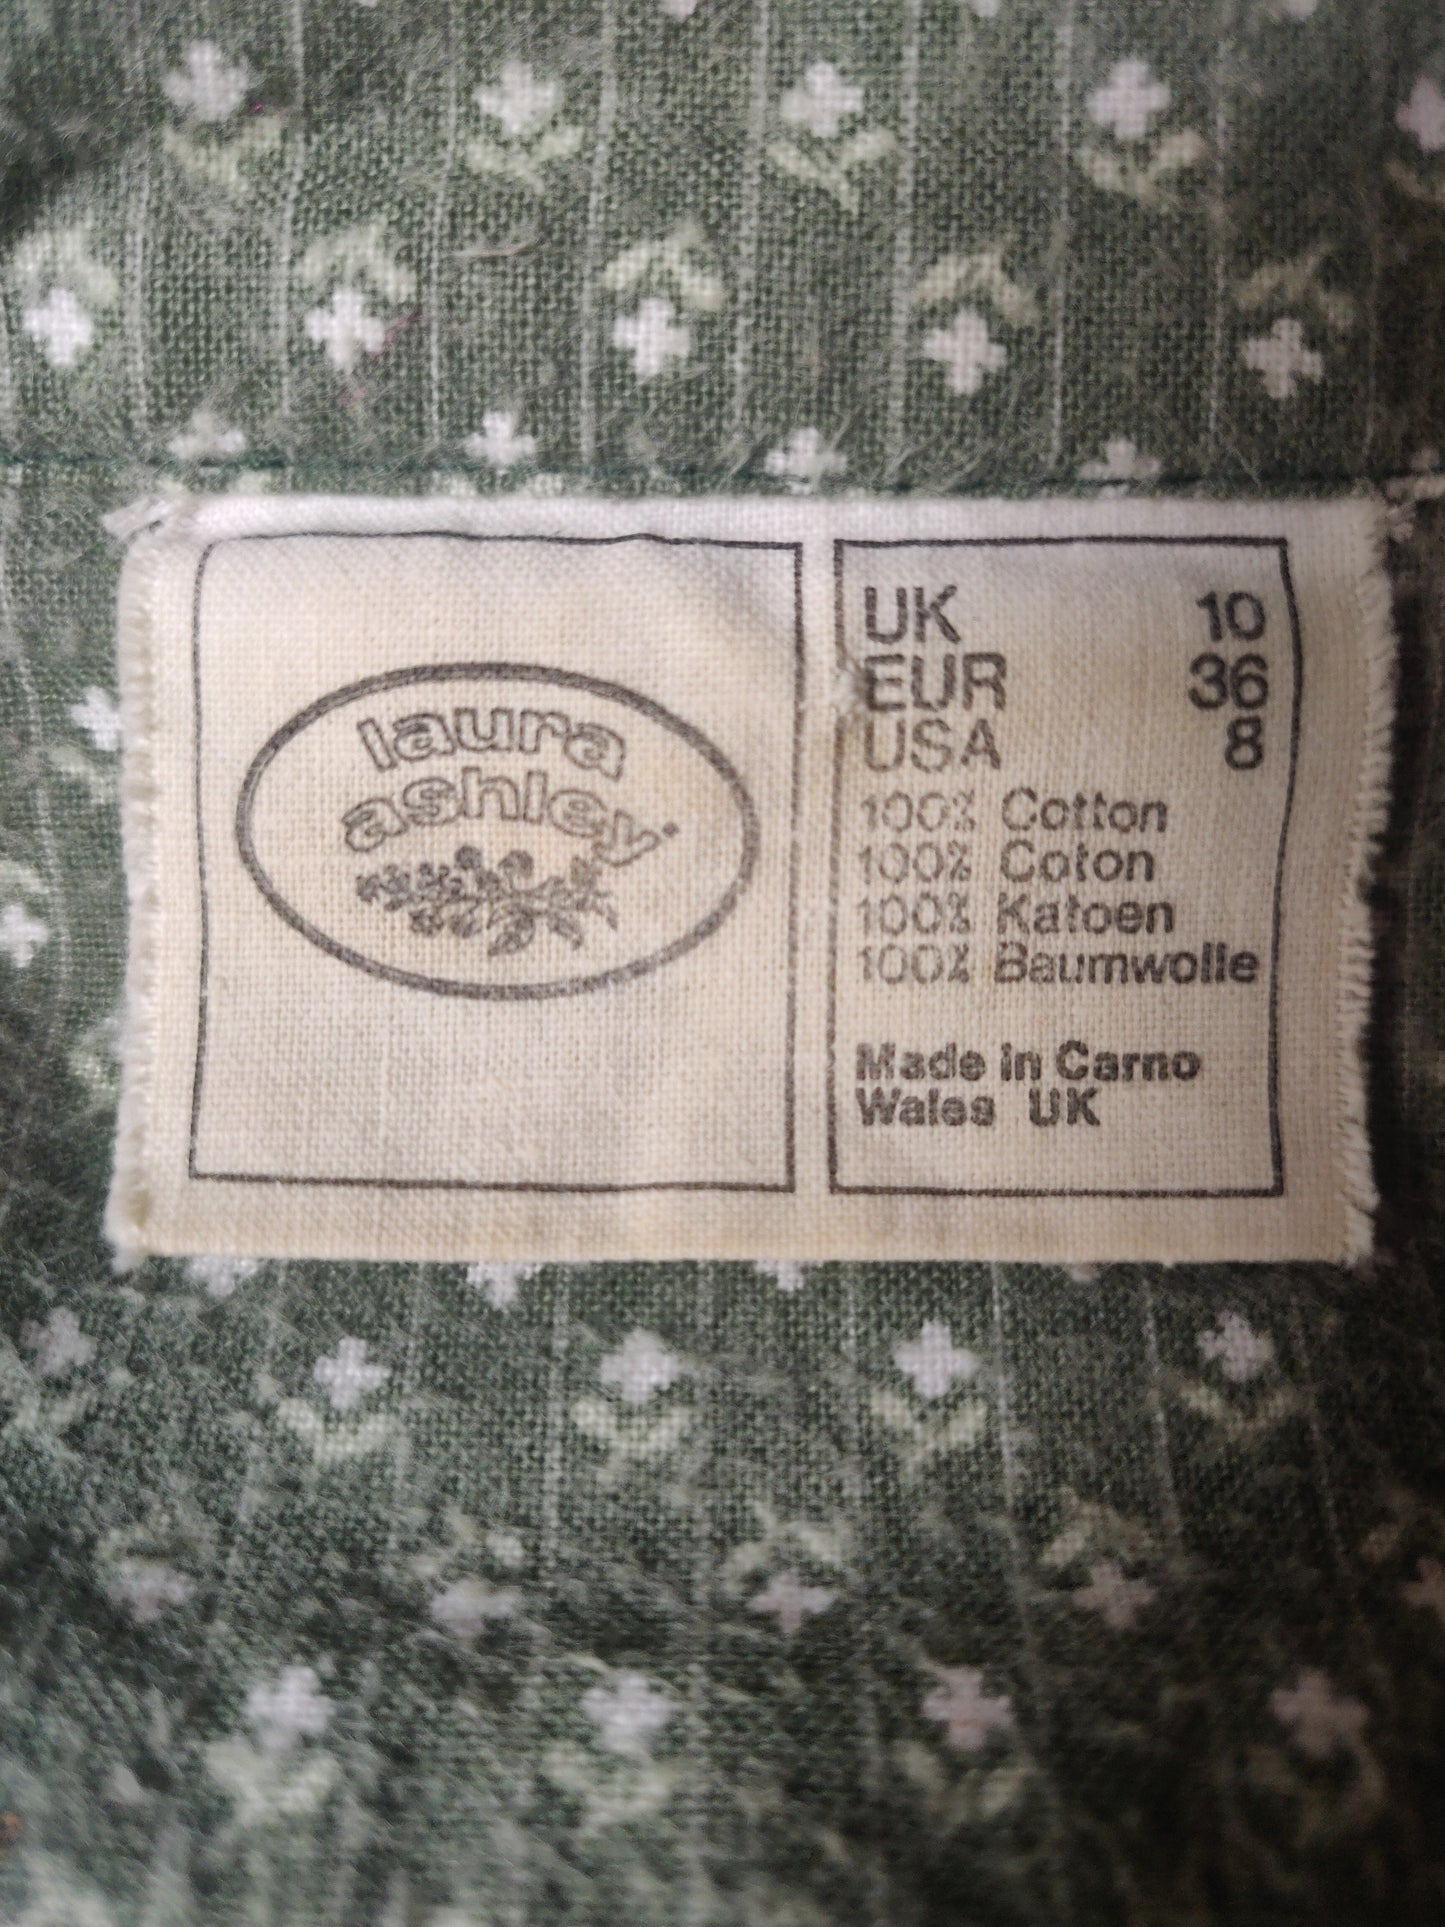 laura
ashley
UK 10
EUR 36
USA 8
100% Cotton
100% Coton
100% Katoen
100% Baumwolle
Made in Carno
Wales UK